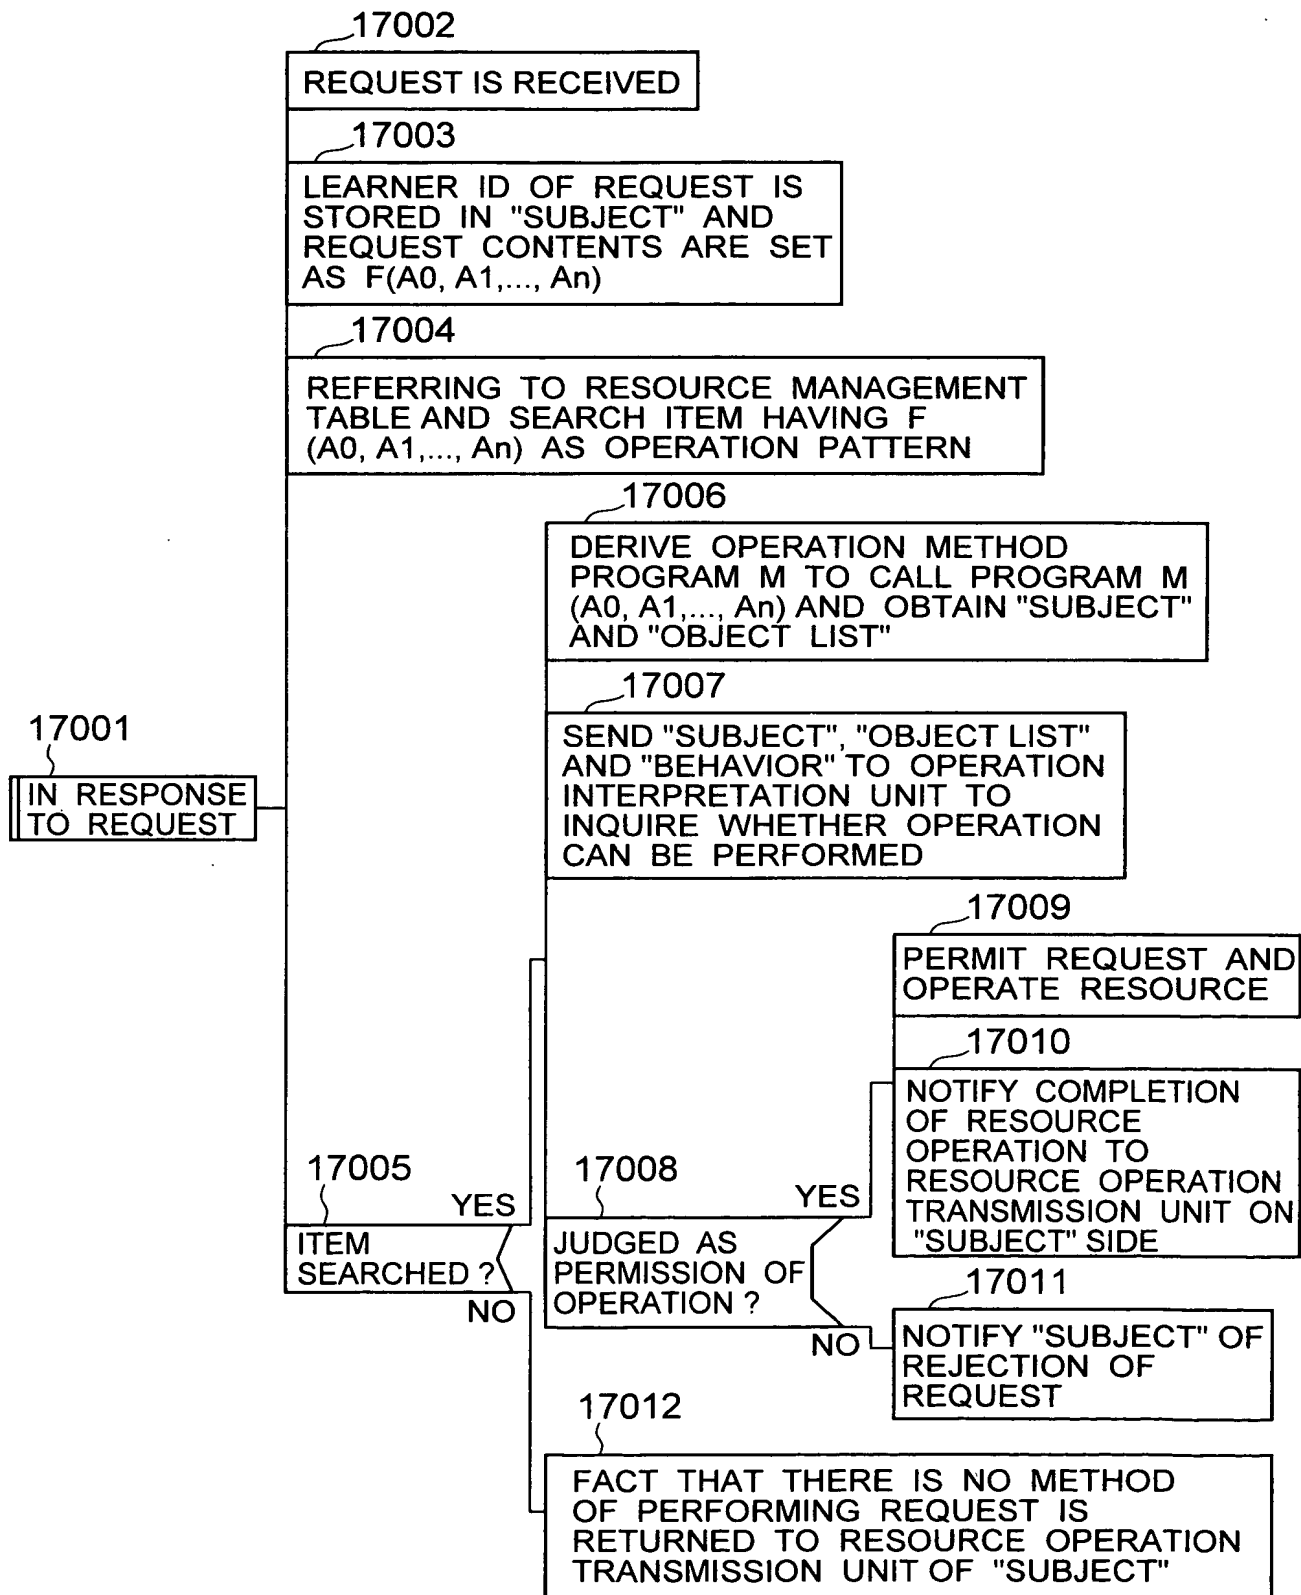 17002
REQUEST IS RECEIVED
17003
LEARNER ID OF REQUEST IS
STORED IN "SUBJECT" AND
REQUEST CONTENTS ARE SET
AS F(A0, A1,..., An)
17004
REFERRING TO RESOURCE MANAGEMENT
TABLE AND SEARCH ITEM HAVING F
(A0, A1,..., An) AS OPERATION PATTERN
17006
DERIVE OPERATION METHOD
PROGRAM M TO CALL PROGRAM M
(A0, A1,..., An) AND OBTAIN "SUBJECT"
AND "OBJECT LIST"
17007
SEND "SUBJECT", "OBJECT LIST"
AND "BEHAVIOR" TO OPERATION
INTERPRETATION UNIT TO
INQUIRE WHETHER OPERATION
CAN BE PERFORMED
17001
IN RESPONSE
TO REQUEST
17009
PERMIT REQUEST AND
OPERATE RESOURCE
17010
NOTIFY COMPLETION
OF RESOURCE
OPERATION TO
RESOURCE OPERATION
TRANSMISSION UNIT ON
"SUBJECT" SIDE
17005
YES
ITEM
SEARCHED ?
NO
17008
YES
JUDGED AS
PERMISSION OF
OPERATION ?
NO
17011
NOTIFY "SUBJECT" OF
REJECTION OF
REQUEST
17012
FACT THAT THERE IS NO METHOD
OF PERFORMING REQUEST IS
RETURNED TO RESOURCE OPERATION
TRANSMISSION UNIT OF "SUBJECT"